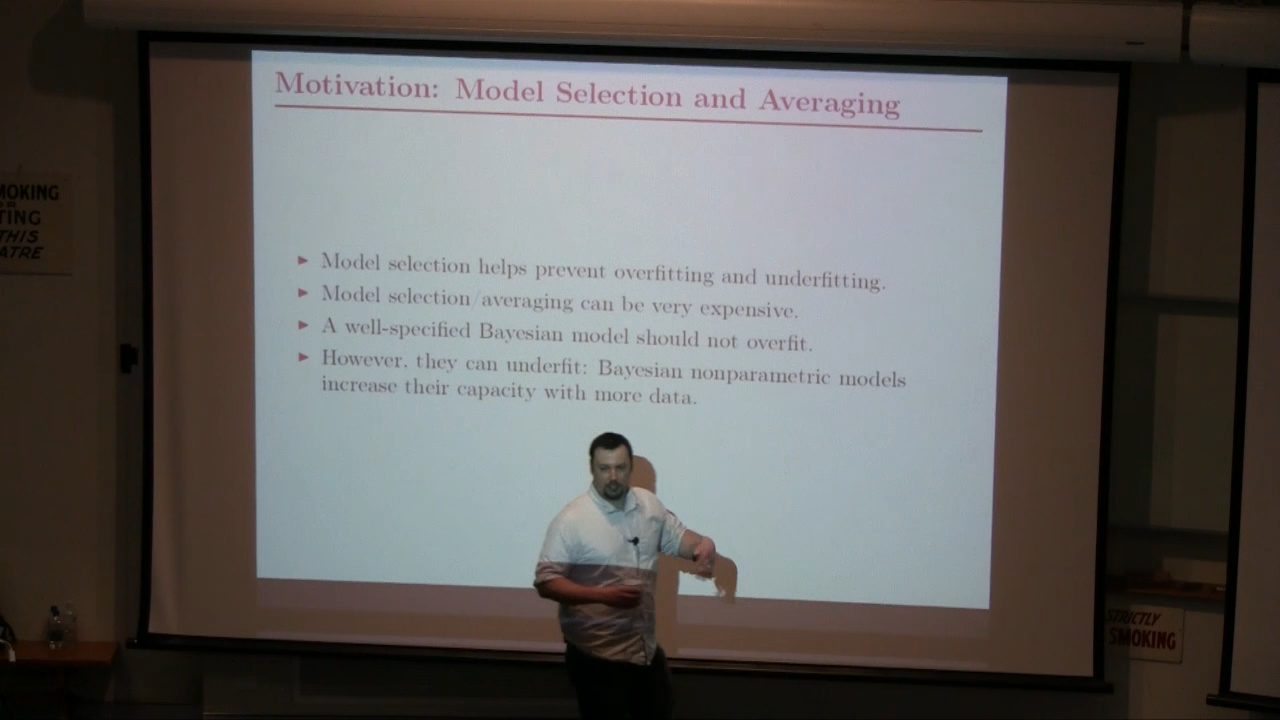 Motivation: Model Selection and Averaging
▶ Model selection helps prevent overfitting and underfitting.
▶ Model selection/averaging can be very expensive.
▶ A well-specified Bayesian model should not overfit.
▶ However, they can underfit: Bayesian nonparametric models
increase their capacity with more data.
MOKING
OR
TING
THIS
ATRE
STRICTLY
SMOKING